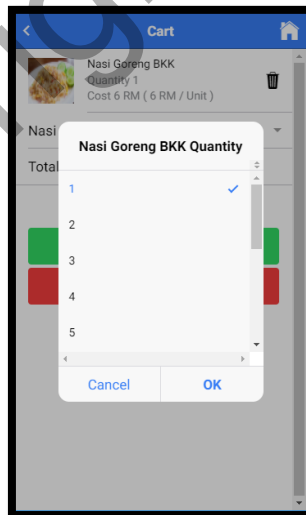 Cart
Nasi Goreng BKK
Quantity 1
Cost 6 RM ( 6 RM / Unit )
Nasi
Total
Nasi Goreng BKK Quantity
1
2
3
4
5
Cancel
OK